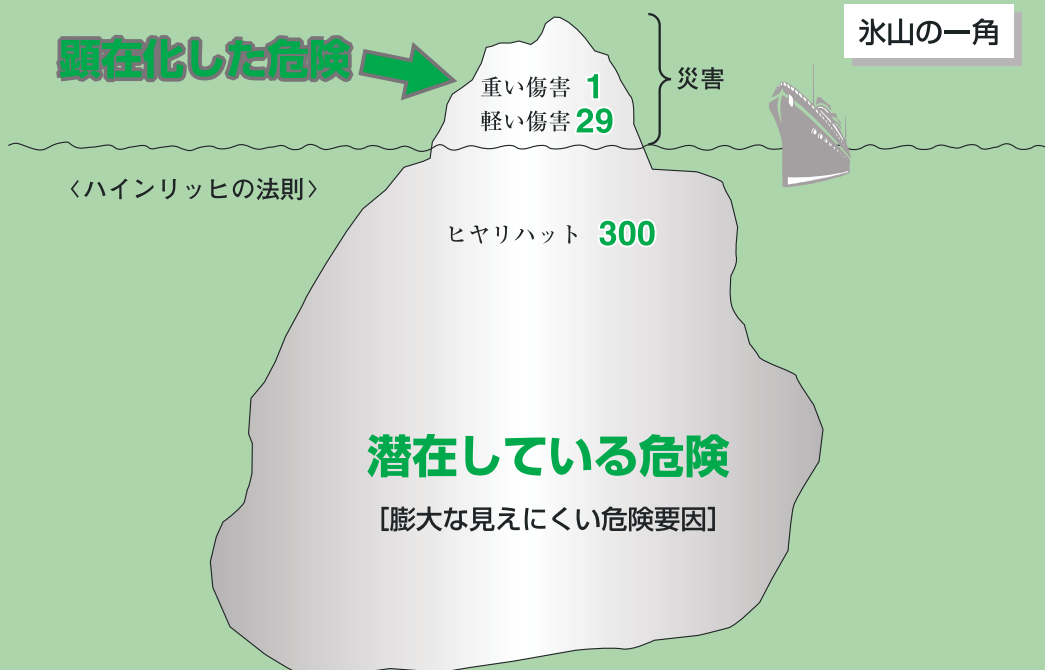 氷山の一角
顕在化した危険
重い傷害 1
軽い傷害 29
災害
〈ハインリッヒの法則〉
ヒヤリハット 300
潜在している危険
［膨大な見えにくい危険要因］